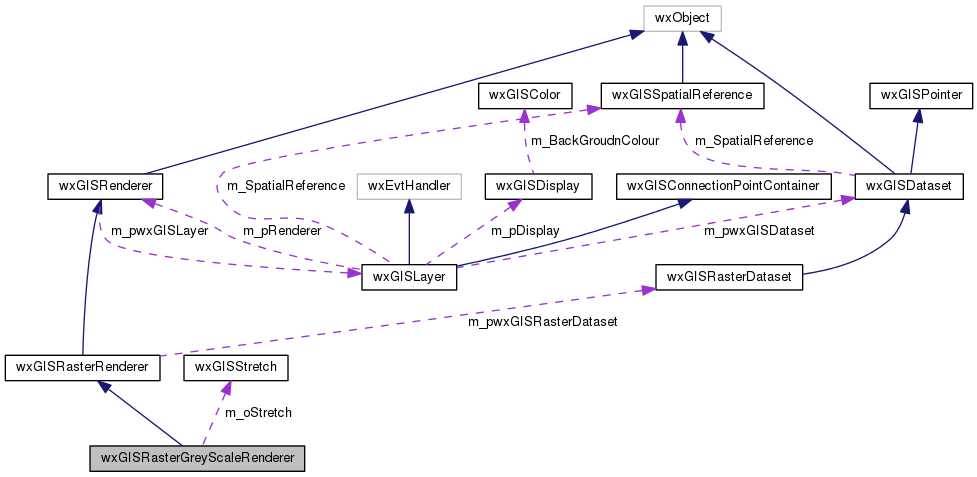 wxObject
wxGISColor
wxGISSpatialReference
wxGISPointer
m_BackGroudnColour
m_SpatialReference
wxGISRenderer
m_SpatialReference
wxEvtHandler
wxGISDisplay
wxGISConnectionPointContainer
wxGISDataset
m_pwxGISLayer
m_pRenderer
m_pDisplay
m_pwxGISDataset
wxGISLayer
wxGISRasterDataset
m_pwxGISRasterDataset
wxGISRasterRenderer
wxGISStretch
m_oStretch
wxGISRasterGreyScaleRenderer